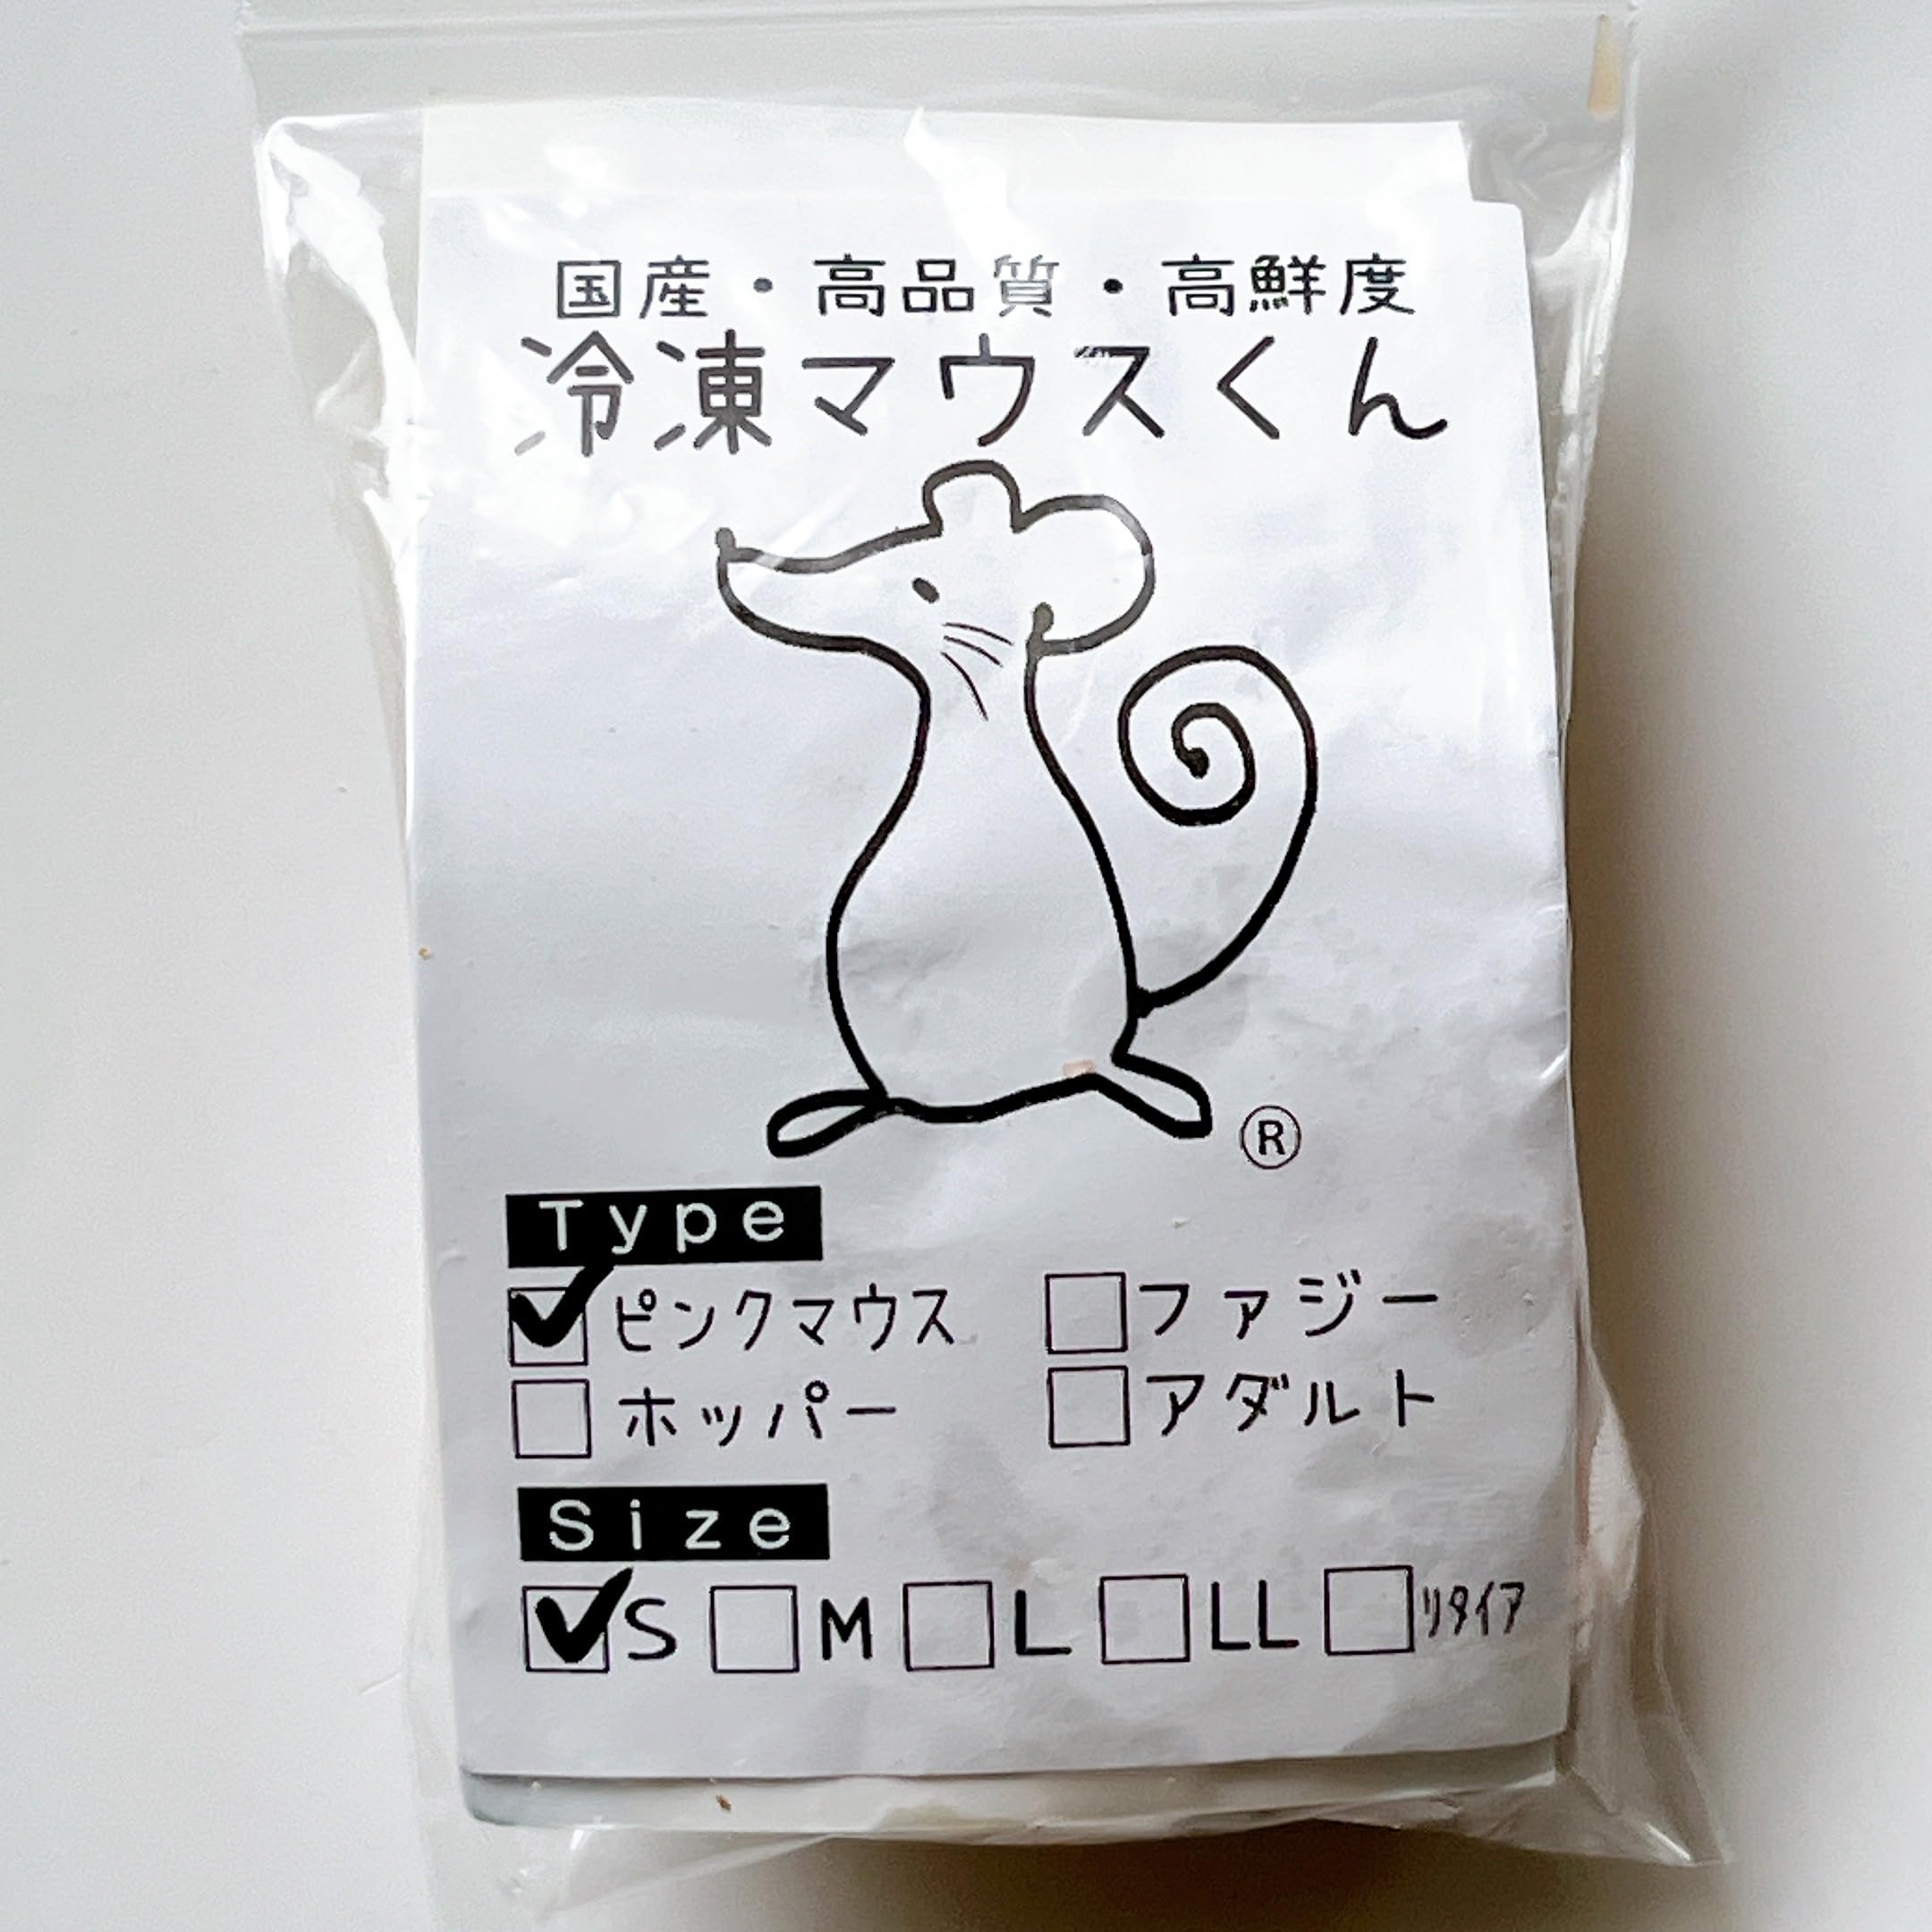 国産・高品質・高鮮度
冷凍マウスくん
®
Type
ピンクマウス ファジー
ホッパー アダルト
Size
S M L LL リタイア